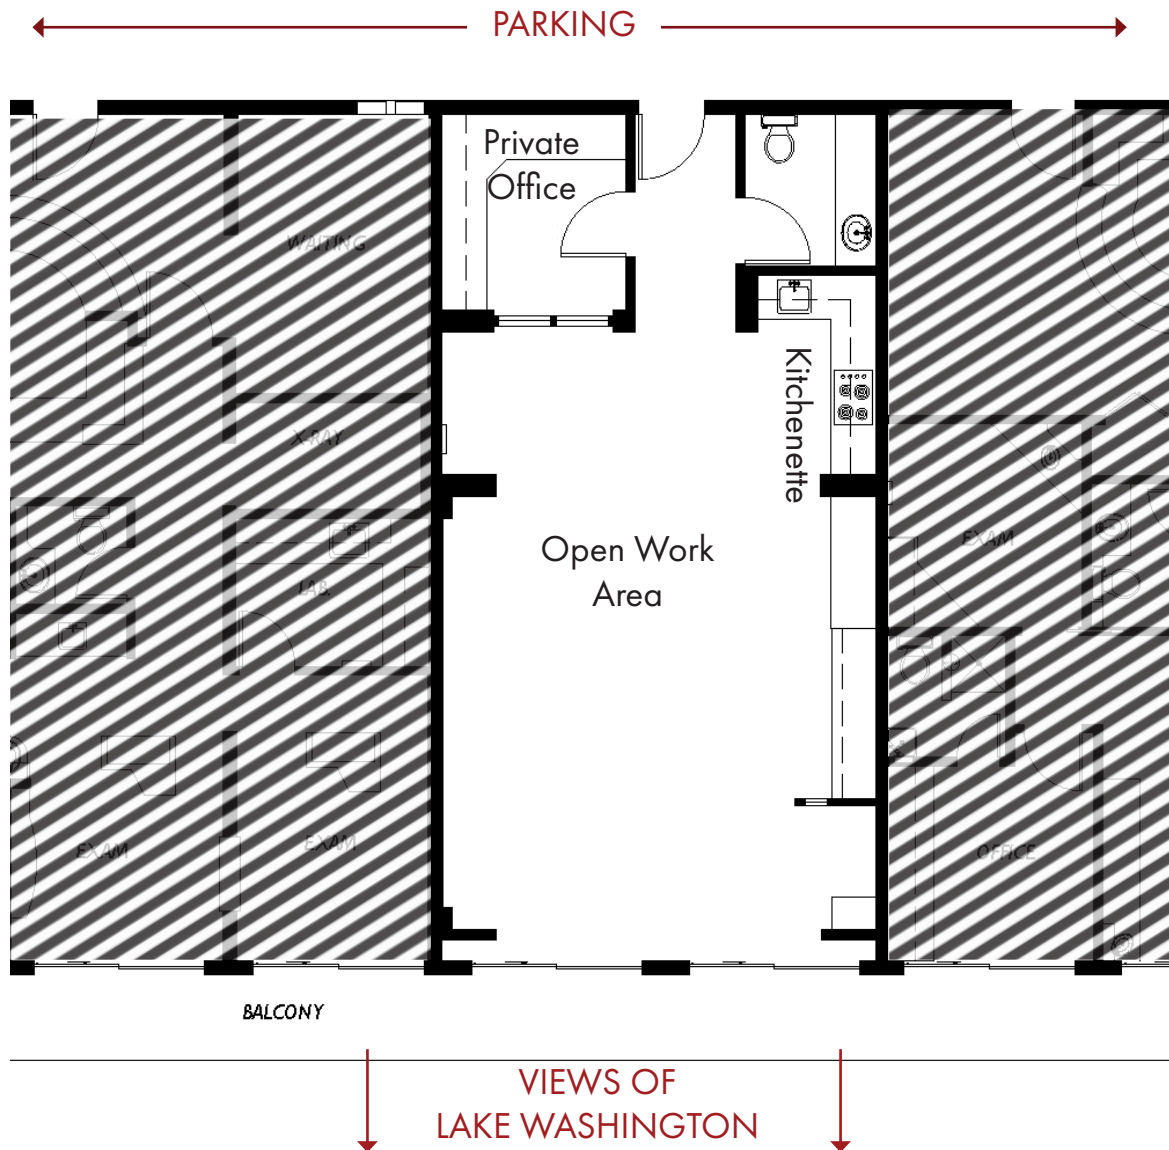 PARKING
Private
Office
WAITING
Kitchenette
X-RAY
Open Work
Area
EXAM
LAB.
EXAM
EXAM
OFFICE
BALCONY
VIEWS OF
LAKE WASHINGTON